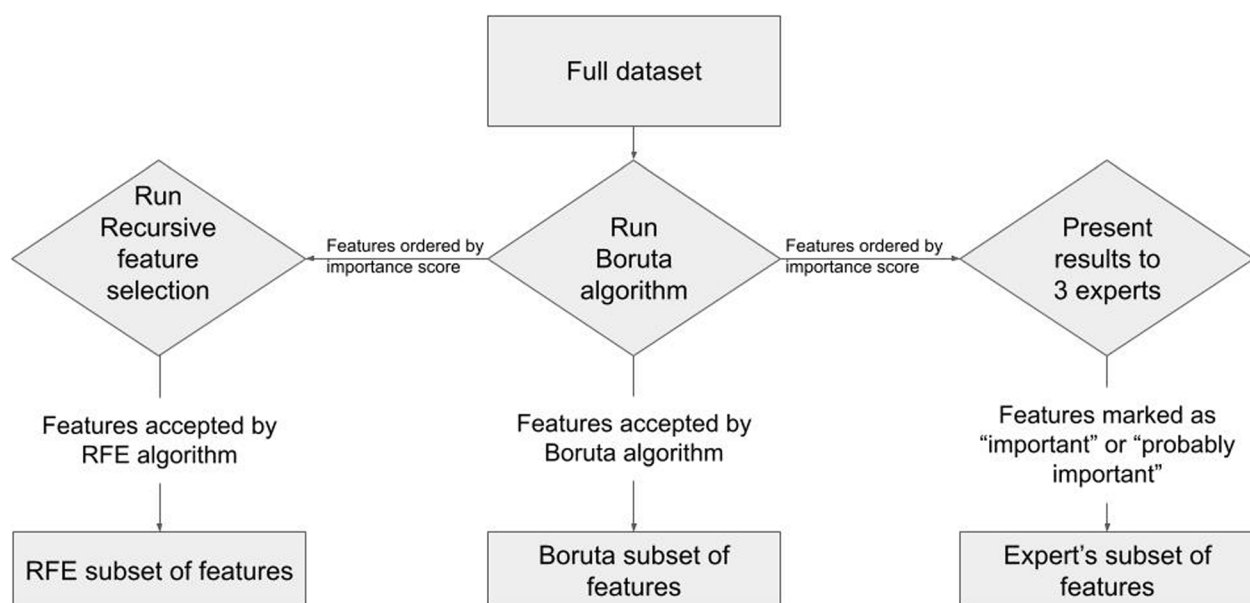 Full dataset
Run
Recursive
feature
selection
Features ordered by
importance score
Run
Boruta
algorithm
Features ordered by
importance score
Present
results to
3 experts
Features accepted by
RFE algorithm
Features accepted by
Boruta algorithm
Features marked as
“important” or “probably
important”
RFE subset of features
Boruta subset of
features
Expert’s subset of
features